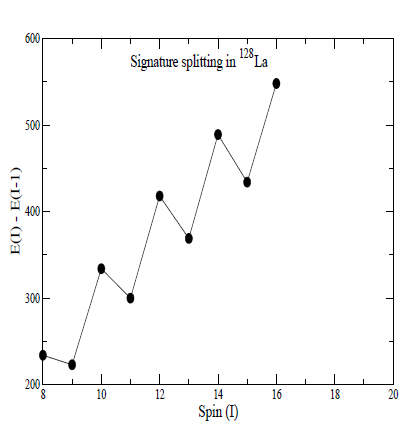 600
Signature splitting in ¹²⁸La
500
400
300
200
E(I) - E(I-1)
8 10 12 14 16 18 20
Spin (I)